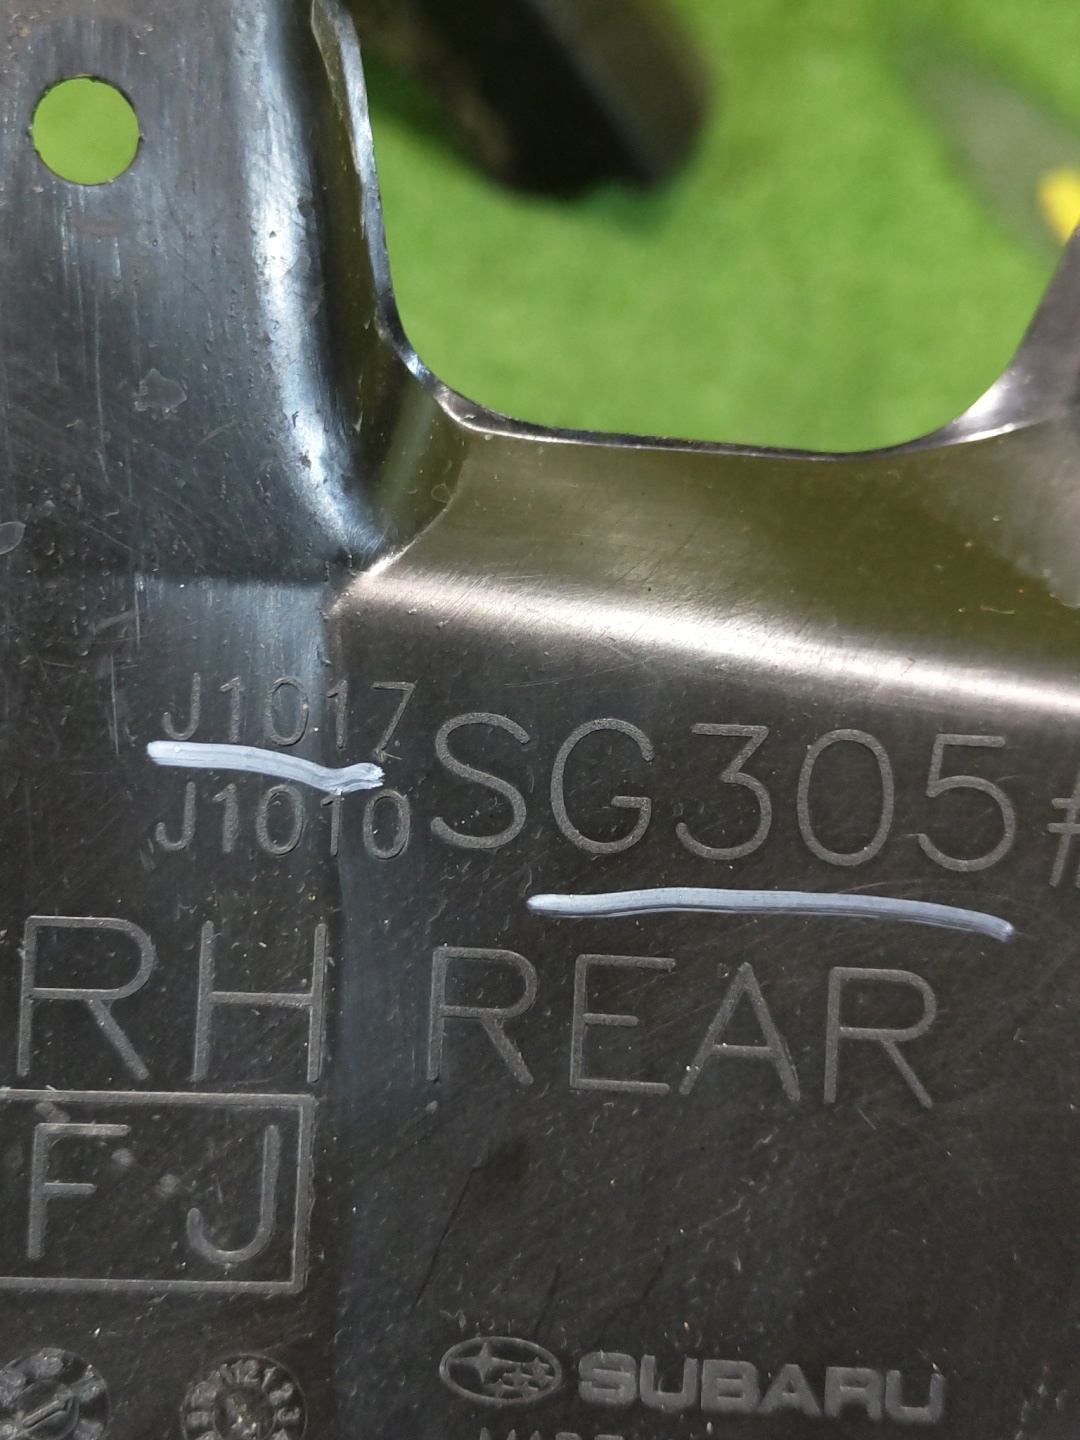 J1017
J1010
SG305#
RH REAR
FJ
SUBARU